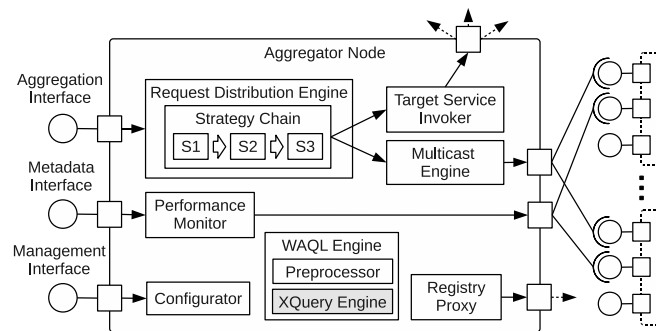 Aggregator Node
Aggregation
Interface
Request Distribution Engine
Strategy Chain
S1
S2
S3
Target Service
Invoker
Multicast
Engine
Metadata
Interface
Performance
Monitor
Management
Interface
Configurator
WAQL Engine
Preprocessor
XQuery Engine
Registry
Proxy